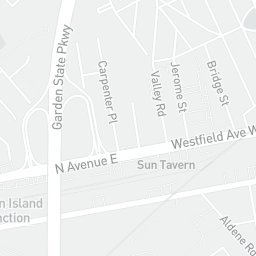 Garden State Pkwy
Carpenter Pl
Valley Rd
Jerome St
Bridge St
Westfield Ave W
N Avenue E
Sun Tavern
n Island
nction
Aldene Ro